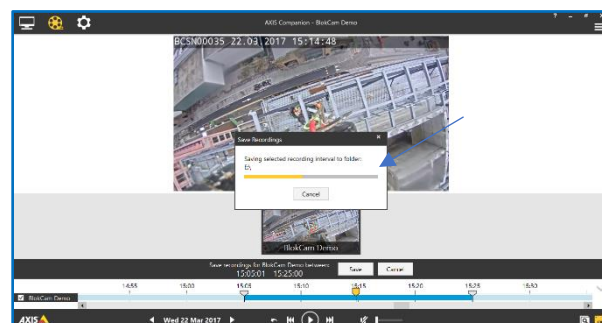 AXIS Companion - BlokCam Demo
BCSN00035 22.03.2017 15:14:48
Save Recordings
Saving selected recording interval to folder:
Cancel
BlokCam Demo
Save recordings for BlokCam Demo between:
15:05:01 15:25:00
Save
Cancel
14:55 15:00 15:05 15:10 15:15 15:20 15:25 15:30
BlokCam Demo
AXIS
Wed 22 Mar 2017